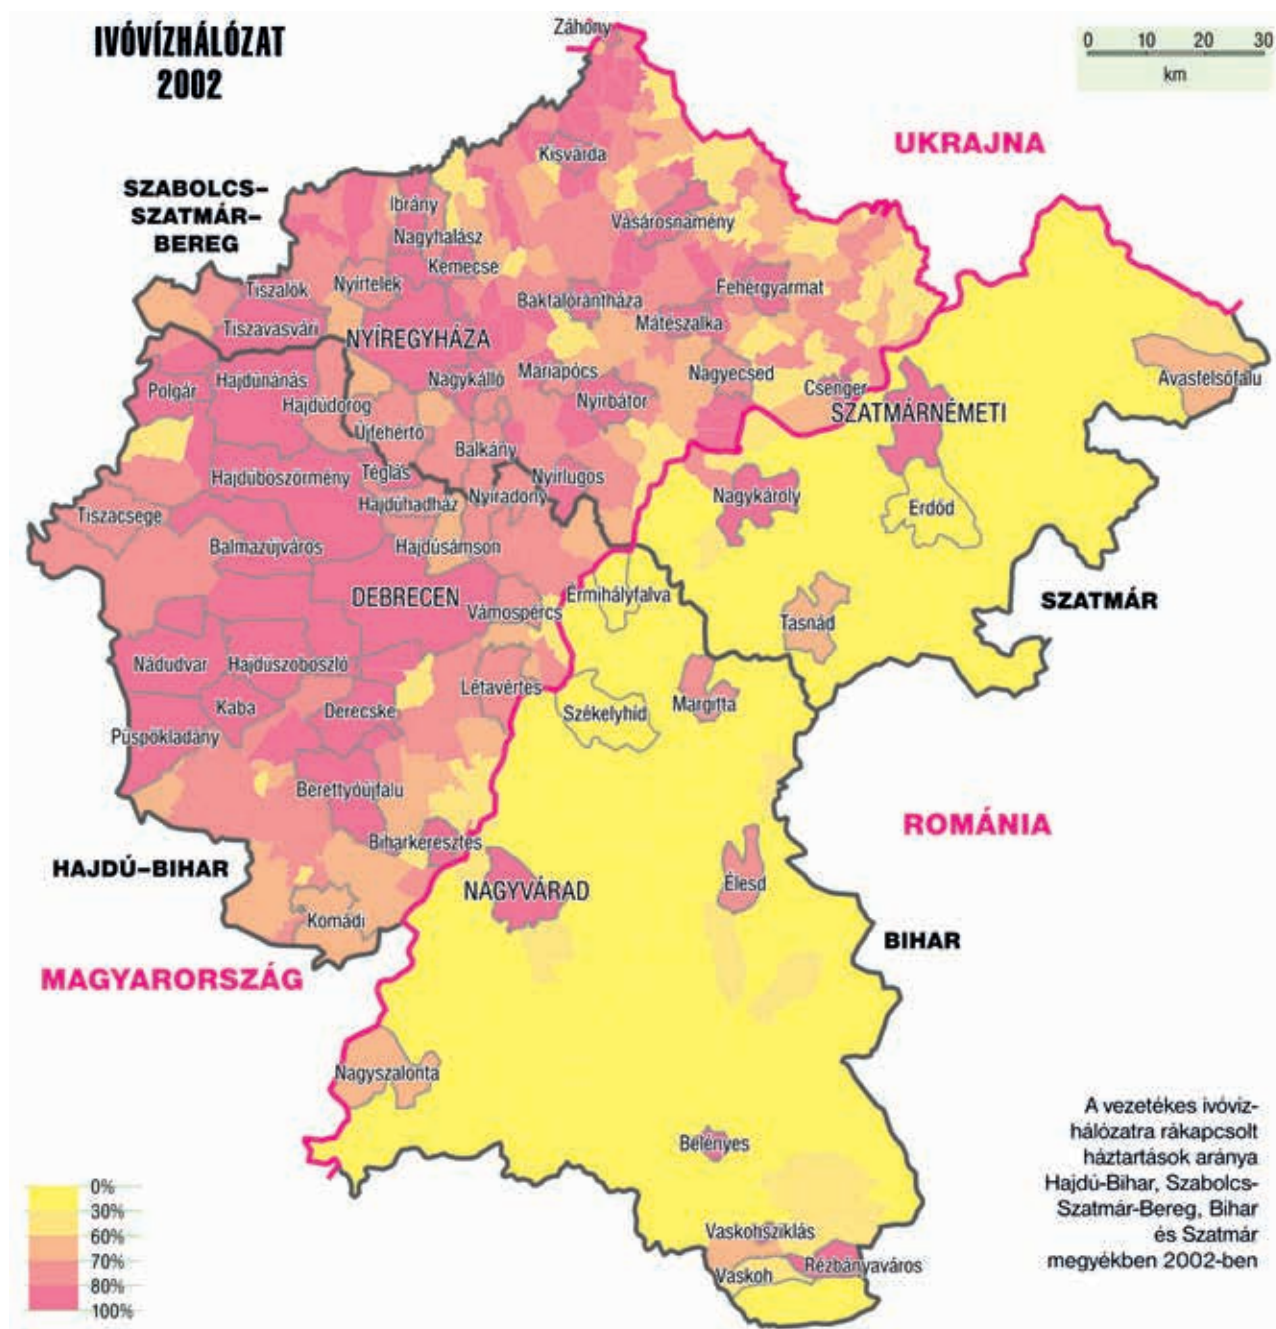 IVÓVÍZHÁLÓZAT
2002
0 10 20 30
km
Záhony
UKRAJNA
Kisvárda
SZABOLCS–
SZATMÁR–
BEREG
Ibrány
Vásárosnamény
Nagyhalász
Kemecse
Tiszalök
Nyírtelek
Baktalórántháza
Fehérgyarmat
Tiszavasvári
NYÍREGYHÁZA
Mátészalka
Polgár
Hajdúnánás
Nagykálló
Máriapócs
Nagyecsed
Csenger
Avasfelsőfalu
Hajdúdorog
Nyírbátor
SZATMÁRNÉMETI
Újfehértó
Balkány
Hajdúböszörmény
Téglás
Nyírlugos
Nagykároly
Tiszacsege
Hajdúhadház
Nyíradony
Erdőd
Balmazújváros
Hajdúsámson
DEBRECEN
Vámospércs
Érmihályfalva
SZATMÁR
Tasnád
Nádudvar
Hajdúszoboszló
Létavértes
Kaba
Derecske
Székelyhíd
Margitta
Püspökladány
Berettyóújfalu
ROMÁNIA
Biharkeresztes
HAJDÚ–BIHAR
NAGYVÁRAD
Élesd
Komádi
BIHAR
MAGYARORSZÁG
Nagyszalonta
Belényes
Vaskohsziklás
Vaskoh
Rézbányaváros
0%
30%
60%
70%
80%
100%
A vezetékes ivóvíz-
hálózatra rákapcsolt
háztartások aránya
Hajdú-Bihar, Szabolcs-
Szatmár-Bereg, Bihar
és Szatmár
megyékben 2002-ben